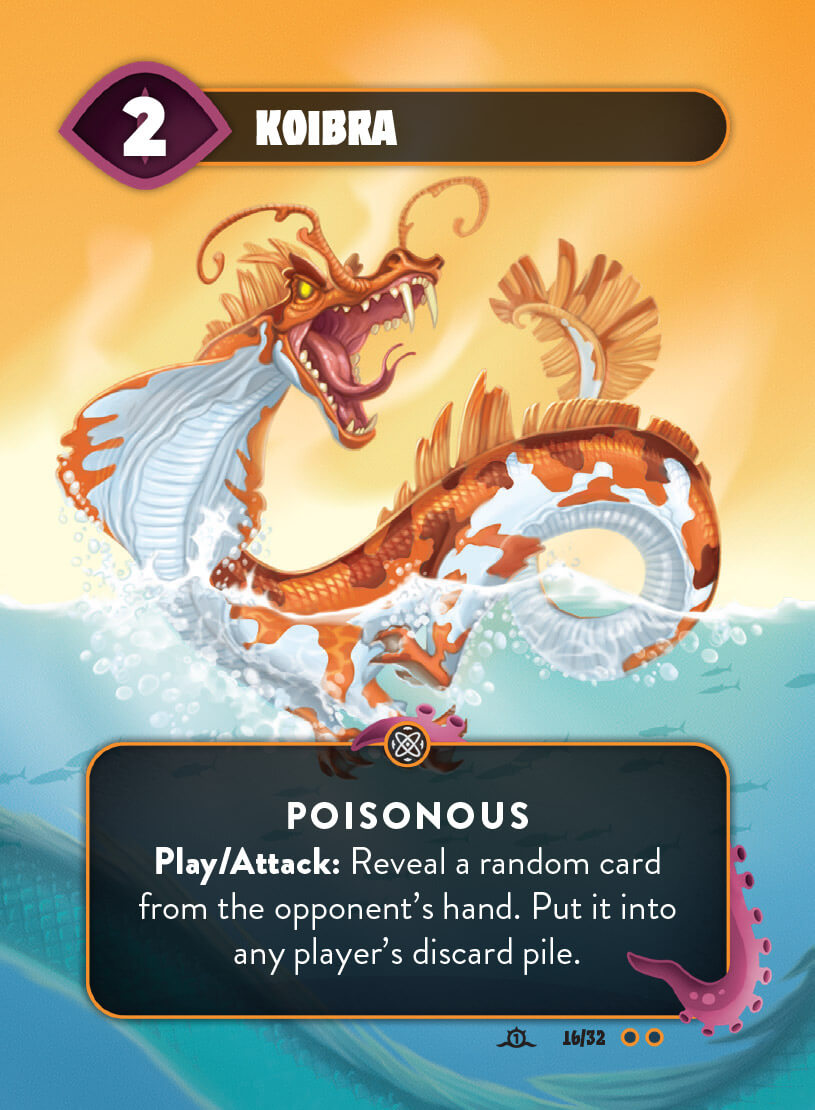 2
KOIBRA
POISONOUS
Play/Attack: Reveal a random card
from the opponent's hand. Put it into
any player's discard pile.
1 16/32